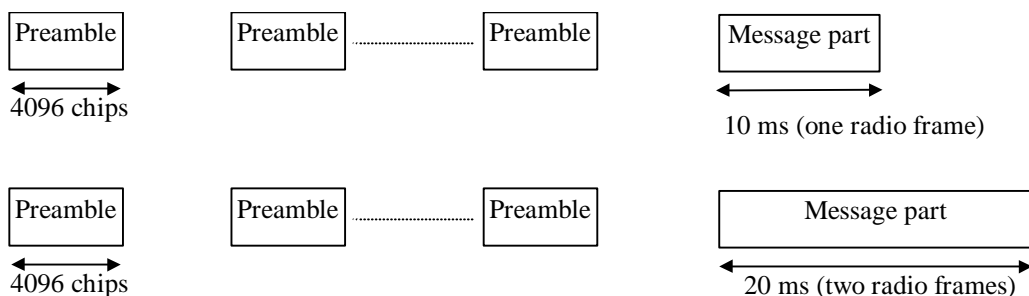 Preamble Preamble Preamble Message part
4096 chips
10 ms (one radio frame)
Preamble Preamble Preamble Message part
4096 chips 20 ms (two radio frames)